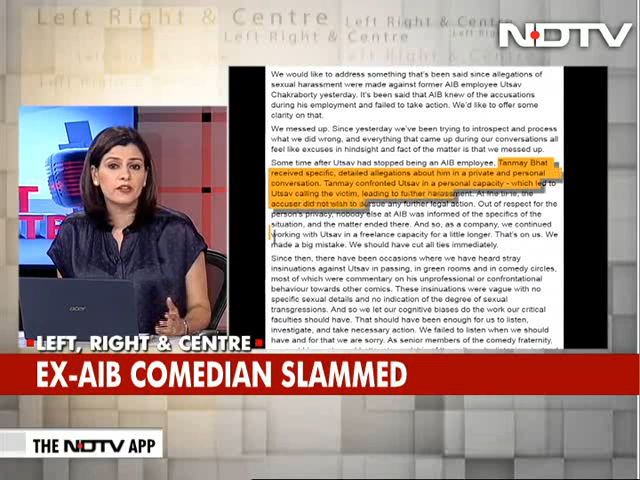 Left Right & Centre
Left Right & Centre
NDTV
We would like to address something that's been said since allegations of
sexual harassment were made against former AIB employee Utsav
Chakraborty yesterday. It's been said that AIB knew of the accusations
during his employment and failed to take action. We'd like to offer some
clarity on that.
We messed up. Since yesterday we've been trying to introspect and process
what we did wrong, and everything that came up during our conversations all
feel like excuses in hindsight and fact of the matter is that we messed up.
Some time after Utsav had stopped being an AIB employee, Tanmay Bhat
received specific, detailed allegations about him in a private and personal
conversation. Tanmay confronted Utsav in a personal capacity - which led to
Utsav calling the victim, leading to further harassment. At the time, the
accuser did not wish to any further legal action. Out of respect for the
person's privacy, nobody else at AIB was informed of the specifics of the
situation, and the matter ended there. And so, as a company, we continued
working with Utsav in a freelance capacity for a little longer. That's on us. We
made a big mistake. We should have cut all ties immediately.
Since then, there have been occasions where we have heard stray
insinuations against Utsav in passing, in green rooms and in comedy circles,
most of which were commentary on his unprofessional or confrontational
behaviour towards other comics. These insinuations were vague with no
specific sexual details and no indication of the degree of sexual
transgressions. And so we let our cognitive biases do the work our critical
faculties should have. That should have been enough for us to listen,
investigate, and take necessary action. We failed to listen when we should
have and for that we are sorry. As senior members of the comedy fraternity,
acer
LEFT, RIGHT & CENTRE
EX-AIB COMEDIAN SLAMMED
THE NDTV APP